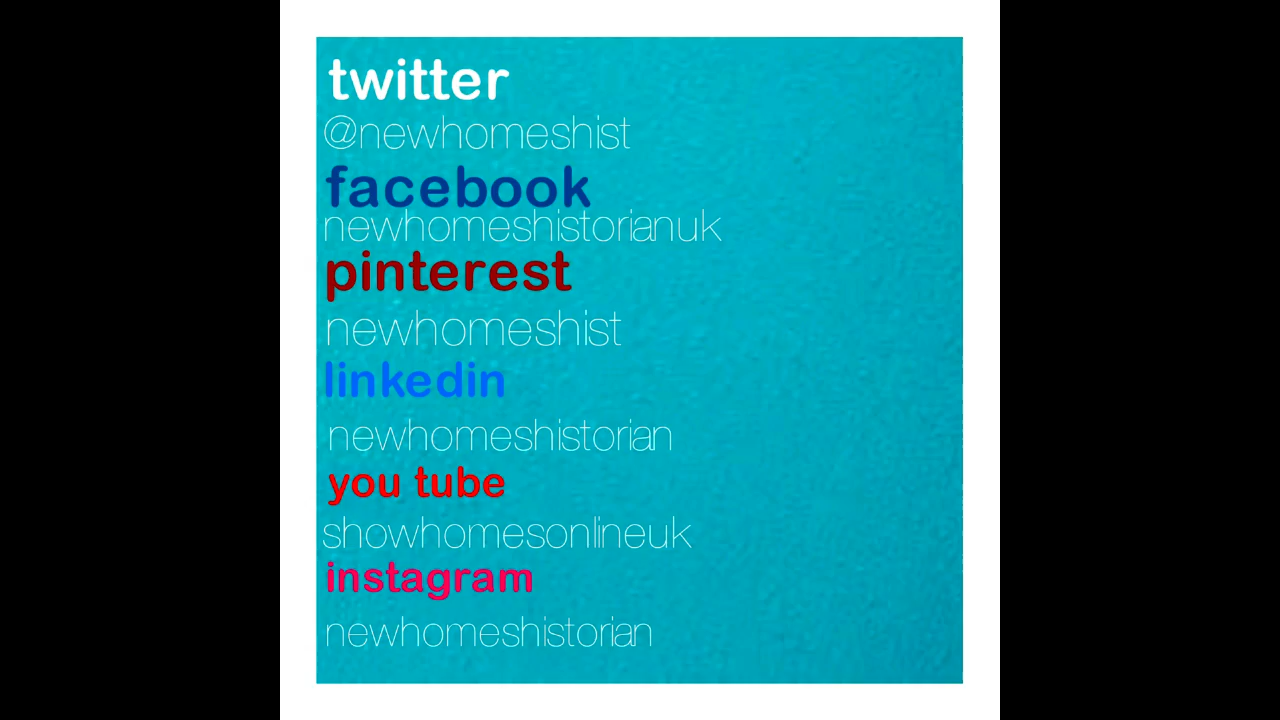 twitter
@newhomeshist
facebook
newhomeshistorianuk
pinterest
newhomeshist
linkedin
newhomeshistorian
you tube
showhomesonlineuk
instagram
newhomeshistorian